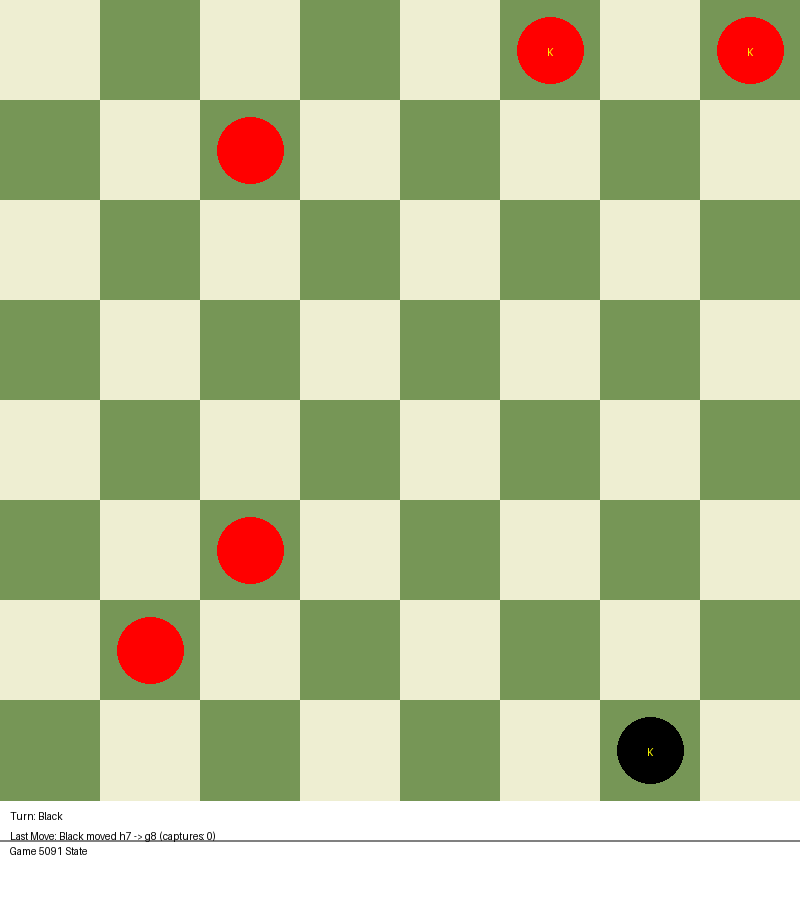 K K
K
Turn: Black
Last Move: Black moved h7 -> g8 (captures: 0)
Game 5091 State